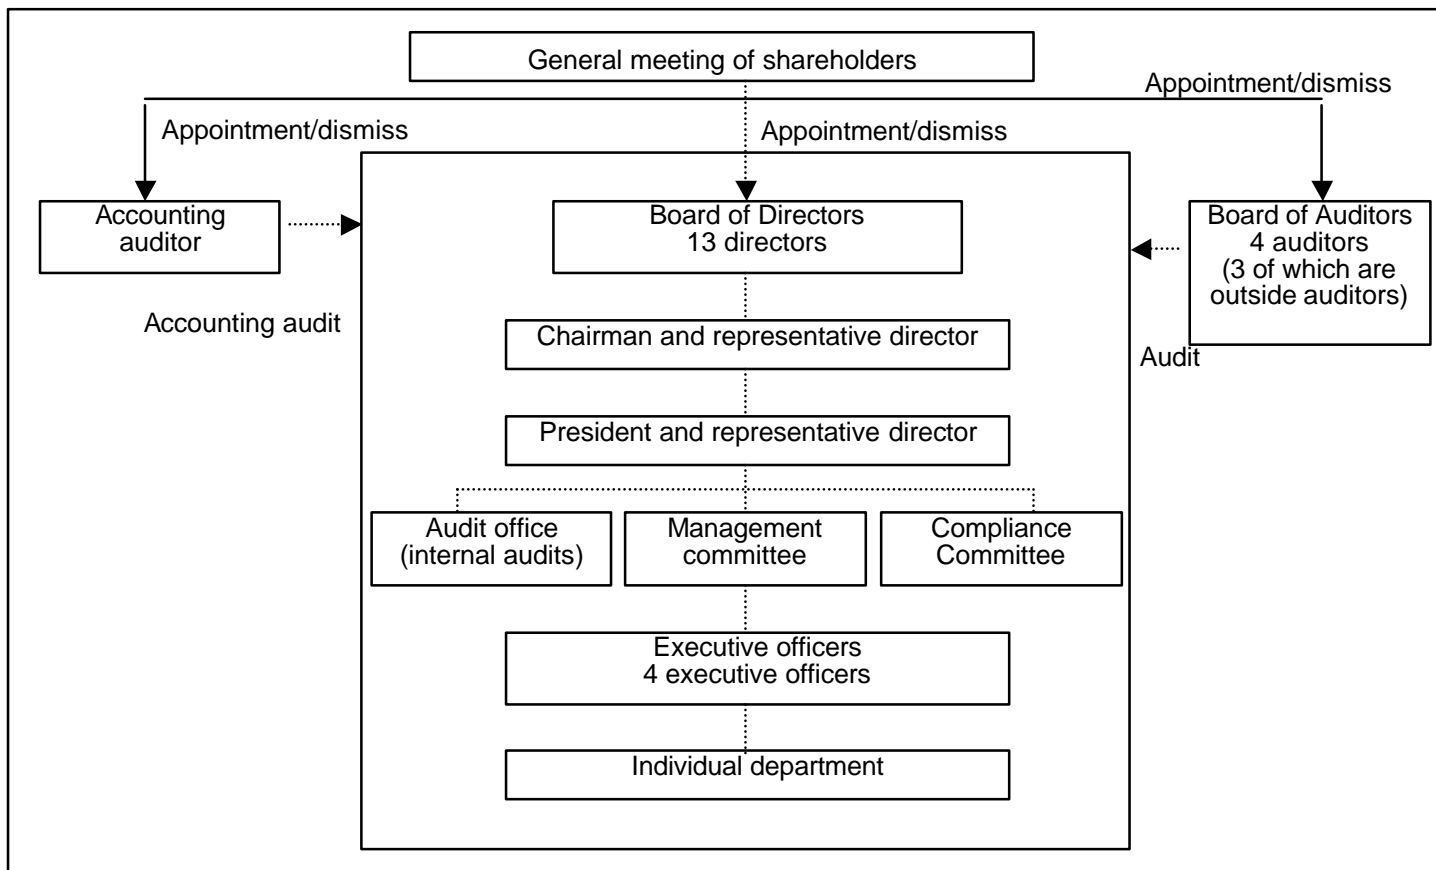 General meeting of shareholders
Appointment/dismiss
Appointment/dismiss
Appointment/dismiss
Accounting
auditor
Board of Directors
13 directors
Board of Auditors
4 auditors
(3 of which are
outside auditors)
Accounting audit
Chairman and representative director
Audit
President and representative director
Audit office
(internal audits)
Management
committee
Compliance
Committee
Executive officers
4 executive officers
Individual department